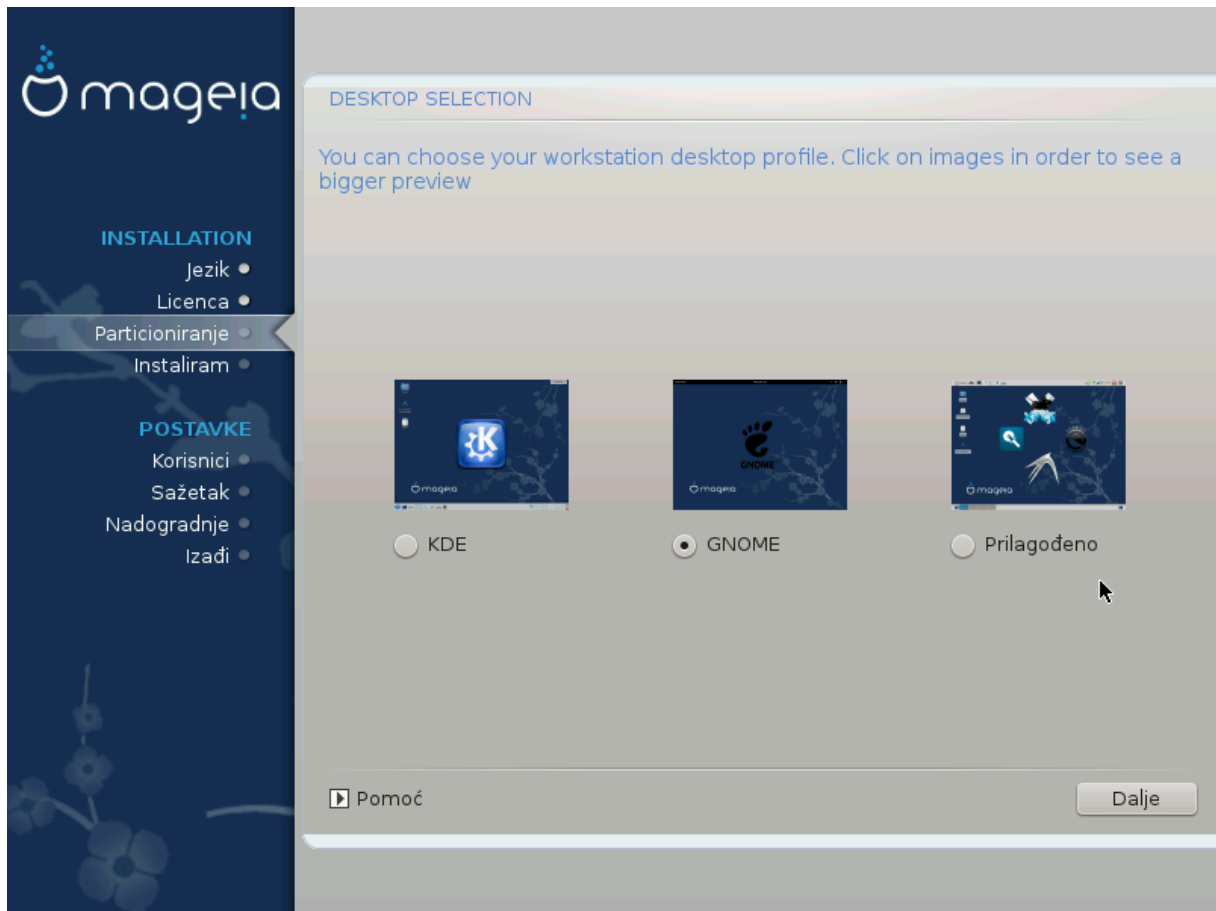 mageia
INSTALLATION
Jezik
Licenca
Particioniranje
Instaliram
POSTAVKE
Korisnici
Sažetak
Nadogradnje
Izađi
DESKTOP SELECTION
You can choose your workstation desktop profile. Click on images in order to see a
bigger preview
mageia
GNOME
mageia
mageia
KDE
GNOME
Prilagođeno
Pomoć
Dalje